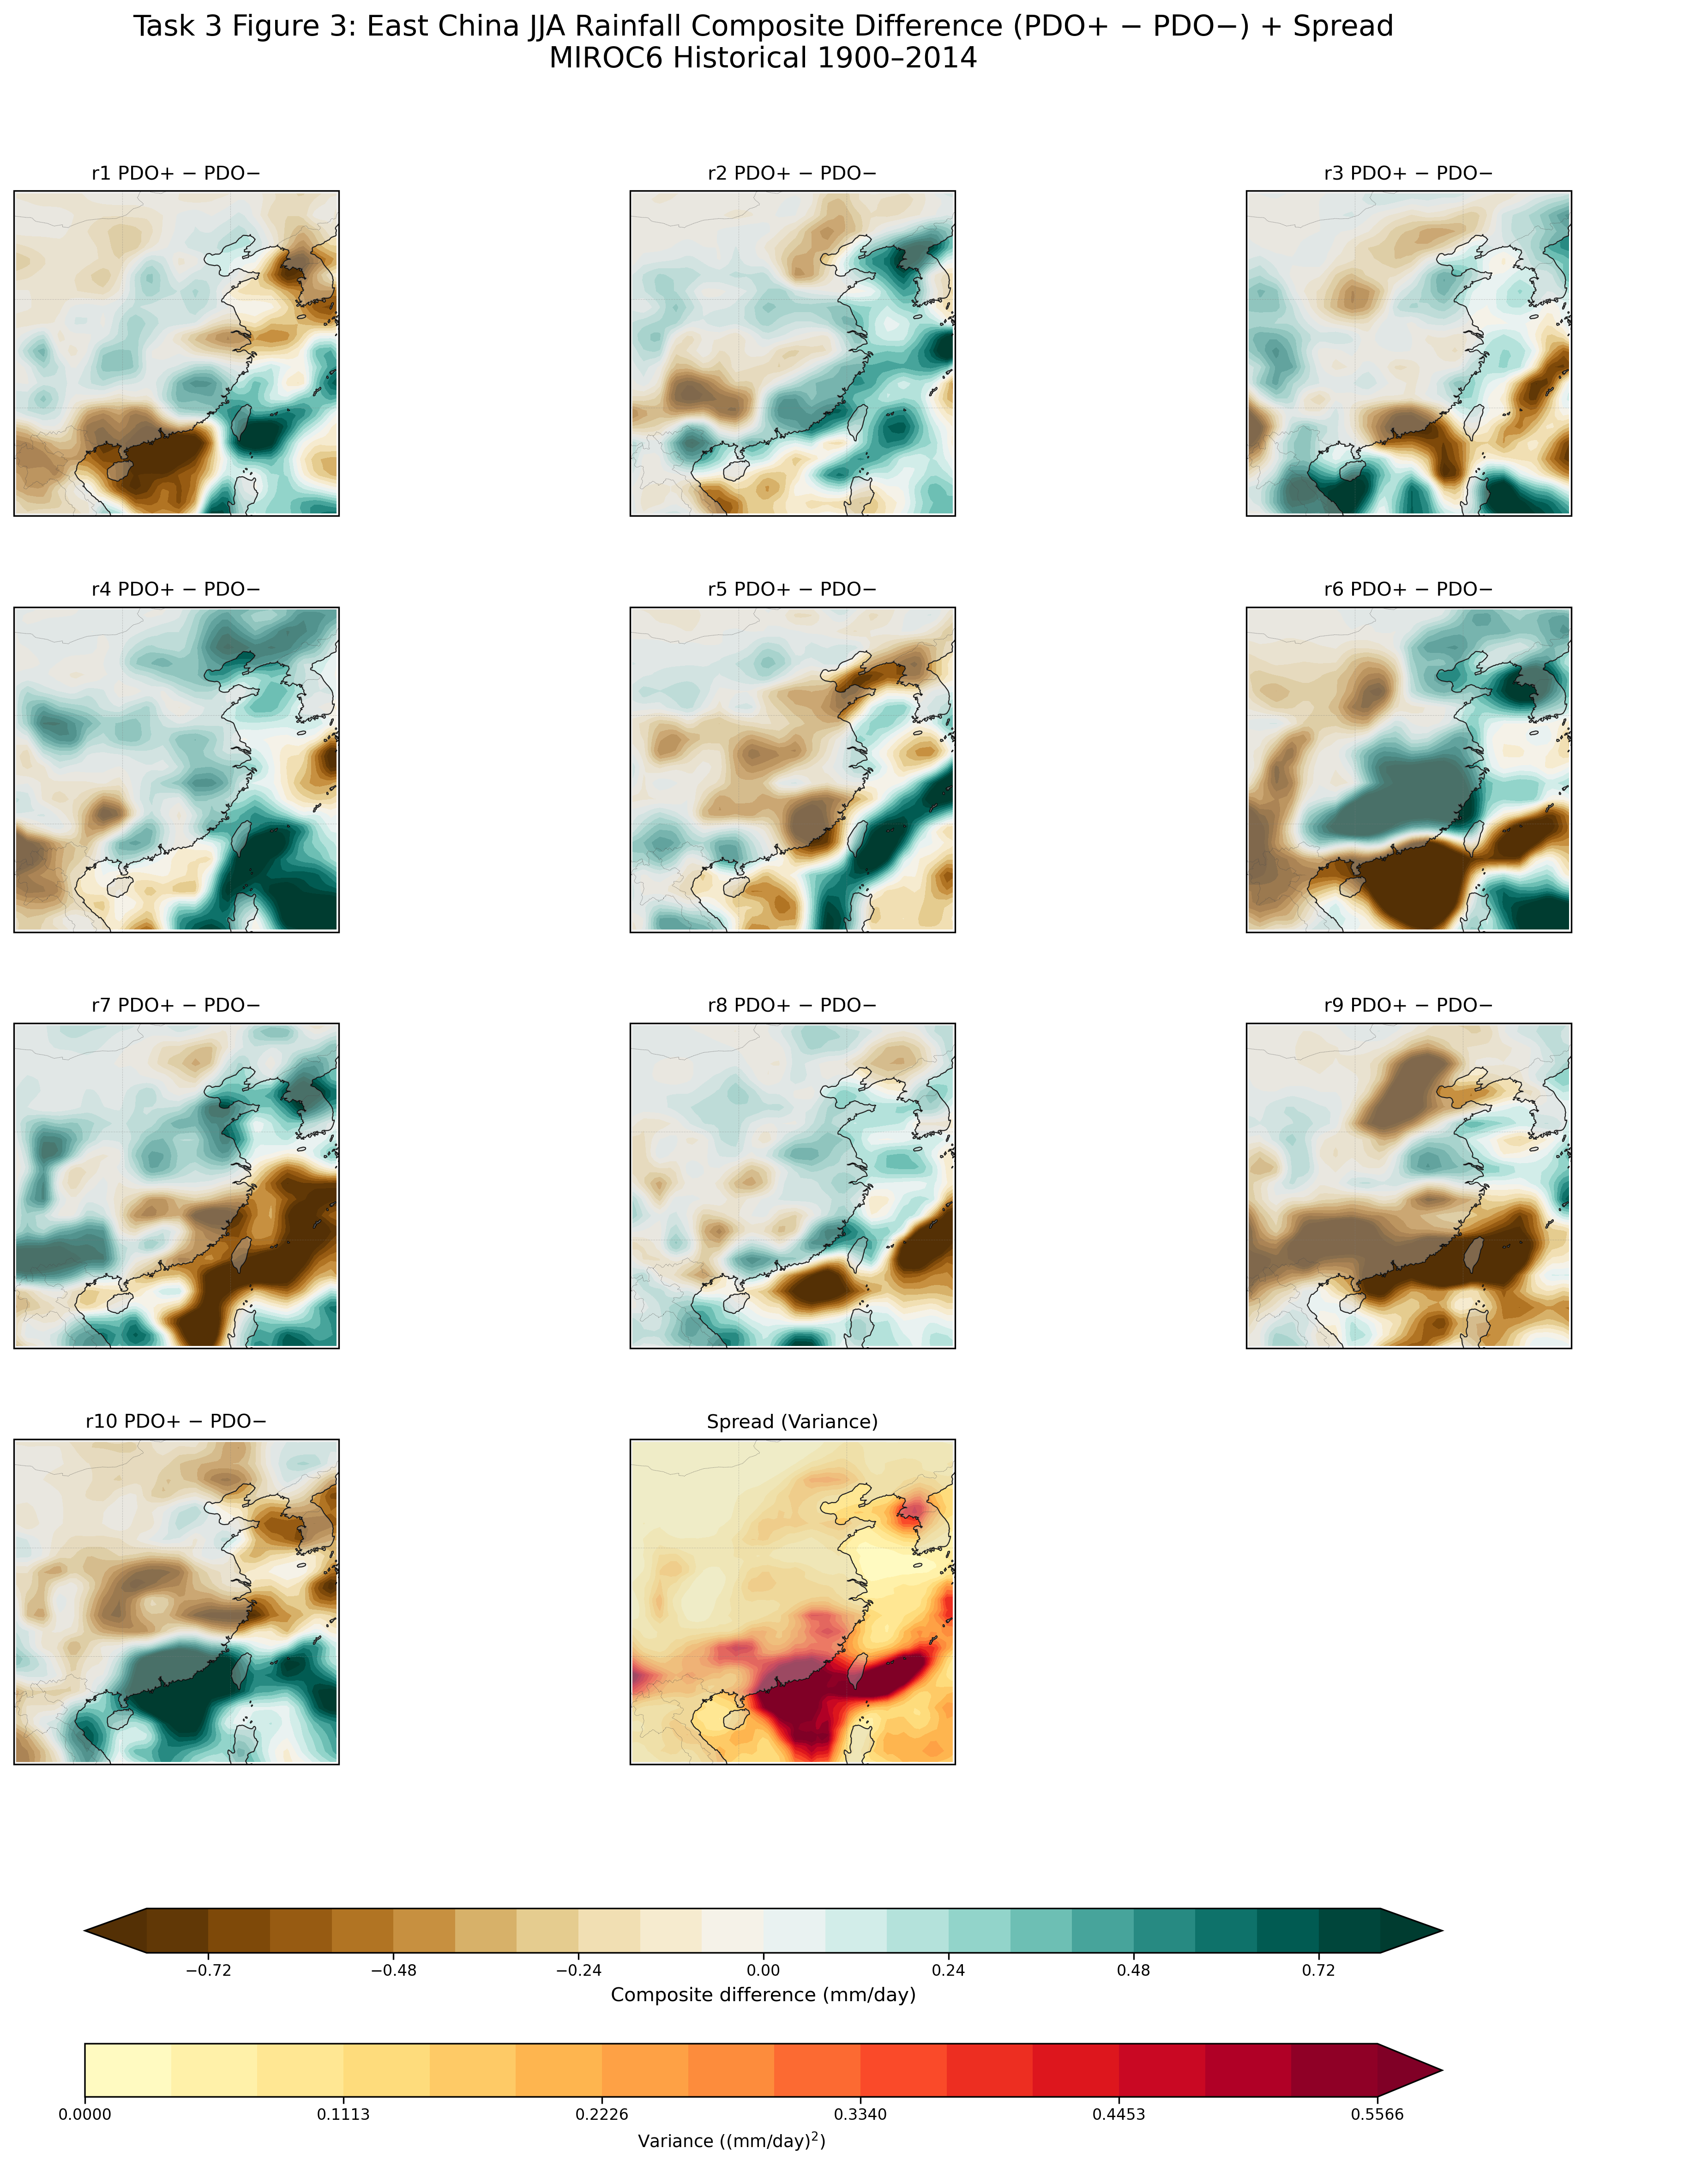 Task 3 Figure 3: East China JJA Rainfall Composite Difference (PDO+ − PDO−) + Spread
MIROC6 Historical 1900–2014
r1 PDO+ − PDO−
r2 PDO+ − PDO−
r3 PDO+ − PDO−
r4 PDO+ − PDO−
r5 PDO+ − PDO−
r6 PDO+ − PDO−
r7 PDO+ − PDO−
r8 PDO+ − PDO−
r9 PDO+ − PDO−
r10 PDO+ − PDO−
Spread (Variance)
−0.72 −0.48 −0.24 0.00 0.24 0.48 0.72
Composite difference (mm/day)
0.0000 0.1113 0.2226 0.3340 0.4453 0.5566
Variance ((mm/day)²)